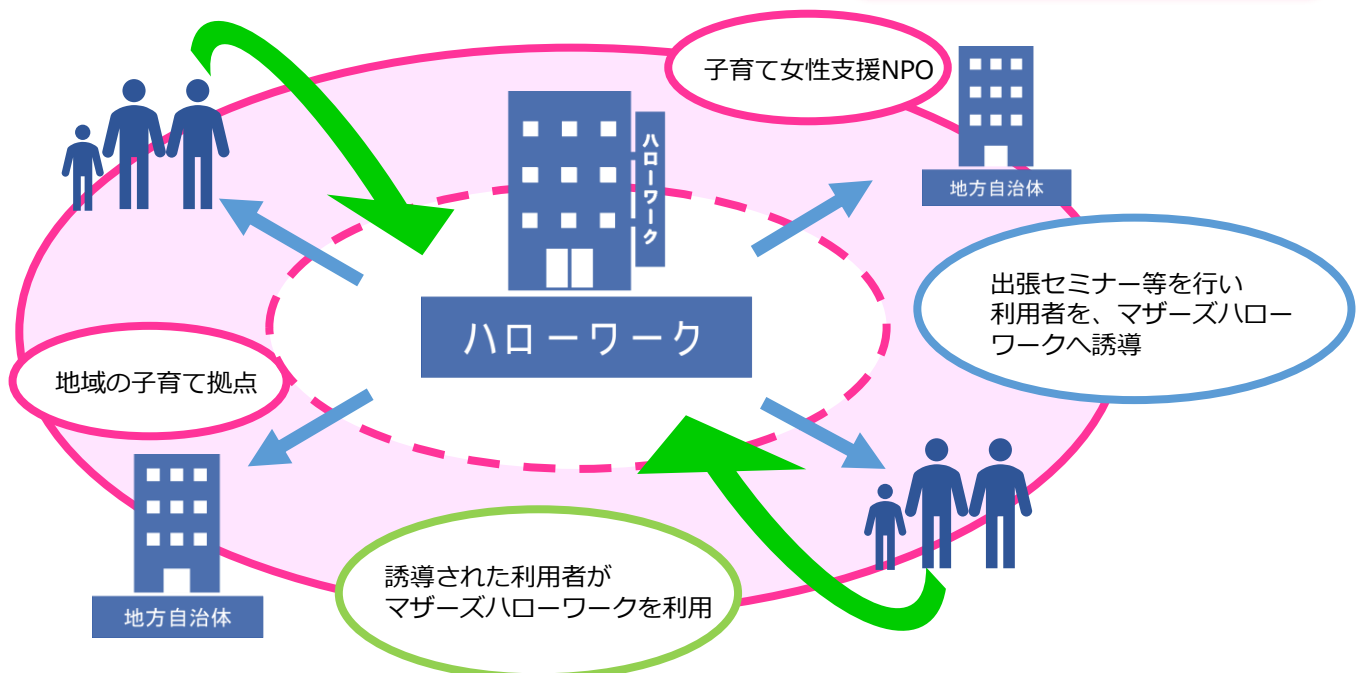 子育て女性支援NPO
ハローワーク
地方自治体
ハローワーク
出張セミナー等を行い
利用者を、マザーズハロー
ワークへ誘導
地域の子育て拠点
誘導された利用者が
マザーズハローワークを利用
地方自治体